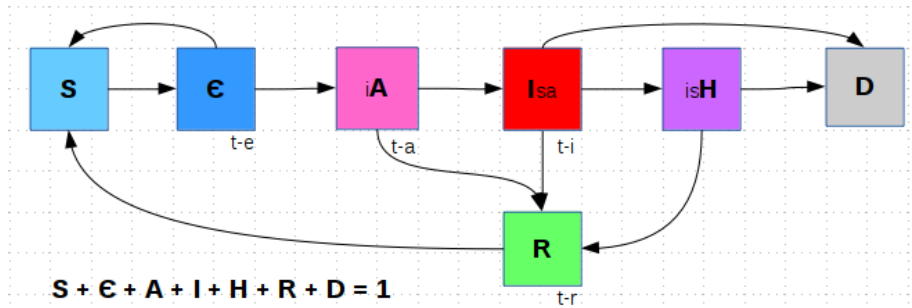 S
Є
iA
Isa
isH
D
t-e
t-a
t-i
R
S + Є + A + I + H + R + D = 1
t-r